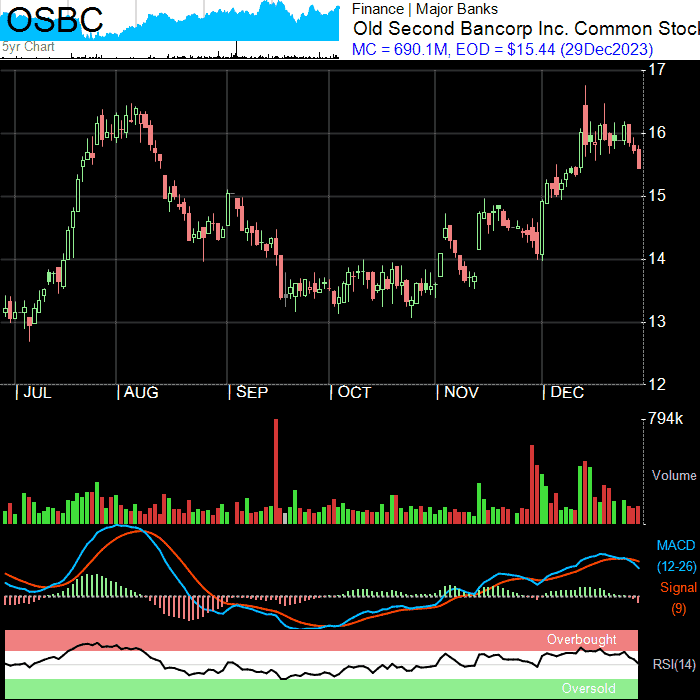 OSBC
5yr Chart
Finance | Major Banks
Old Second Bancorp Inc. Common Stoc
MC = 690.1M, EOD = $15.44 (29Dec2023)
17
16
15
14
13
12
JUL
AUG
SEP
OCT
NOV
DEC
794k
Volume
MACD
(12-26)
Signal
(9)
Overbought
RSI(14)
Oversold